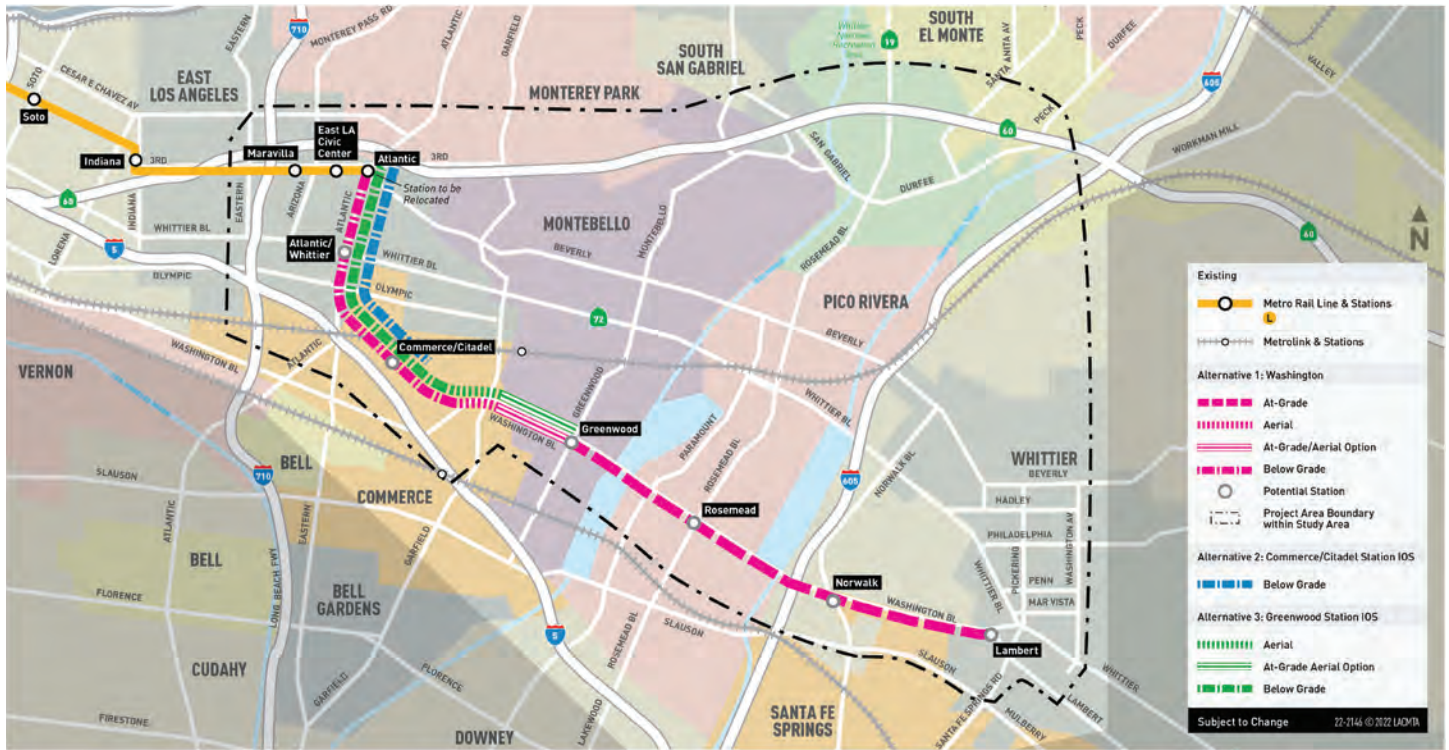 SOTO
CESAR E CHAVEZ AV
Soto
EAST
LOS ANGELES
EASTERN
710
MONTEREY PASS RD
ATLANTIC
GARFIELD
MONTEREY PARK
SOUTH
SAN GABRIEL
Whittier
Narrows
Recreation
Area
19
SOUTH
EL MONTE
SANTA ANITA AV
PECK
DURFEE
PECK
605
VALLEY
WORKMAN MILL
60
Indiana
3RD
Maravilla
East LA
Civic
Center
Atlantic
3RD
Station to be
Relocated
SAN GABRIEL
DURFEE
60
INDIANA
EASTERN
ARIZONA
ATLANTIC
MONTEBELLO
MONTEBELLO
ROSEMEAD BL
60
N
LORENA
5
WHITTIER BL
Atlantic/
Whittier
WHITTIER BL
BEVERLY
OLYMPIC
OLYMPIC
72
PICO RIVERA
BEVERLY
VERNON
WASHINGTON BL
ATLANTIC
Commerce/Citadel
GREENWOOD
WHITTIER BL
WASHINGTON BL
Greenwood
PARAMOUNT
ROSEMEAD BL
NORWALK BL
605
WHITTIER
BEVERLY
HADLEY
PHILADELPHIA
PICKERING
WASHINGTON AV
WHITTIER BL
PENN
MAR VISTA
SLAUSON
BELL
710
COMMERCE
ATLANTIC
EASTERN
GARFIELD
Rosemead
BELL
LONG BEACH FWY
BELL
GARDENS
FLORENCE
Norwalk
WASHINGTON BL
Lambert
SLAUSON
5
ROSEMEAD BL
SLAUSON
CUDAHY
GARFIELD
FLORENCE
FIRESTONE
DOWNEY
LAKEWOOD
SANTA FE
SPRINGS
SANTA FE SPRINGS RD
MULBERRY
LAMBERT
WHITTIER
Existing
Metro Rail Line & Stations
L
Metrolink & Stations
Alternative 1: Washington
At-Grade
Aerial
At-Grade/Aerial Option
Below Grade
Potential Station
Project Area Boundary
within Study Area
Alternative 2: Commerce/Citadel Station IOS
Below Grade
Alternative 3: Greenwood Station IOS
Aerial
At-Grade Aerial Option
Below Grade
Subject to Change
22-2146 © 2022 LACMTA